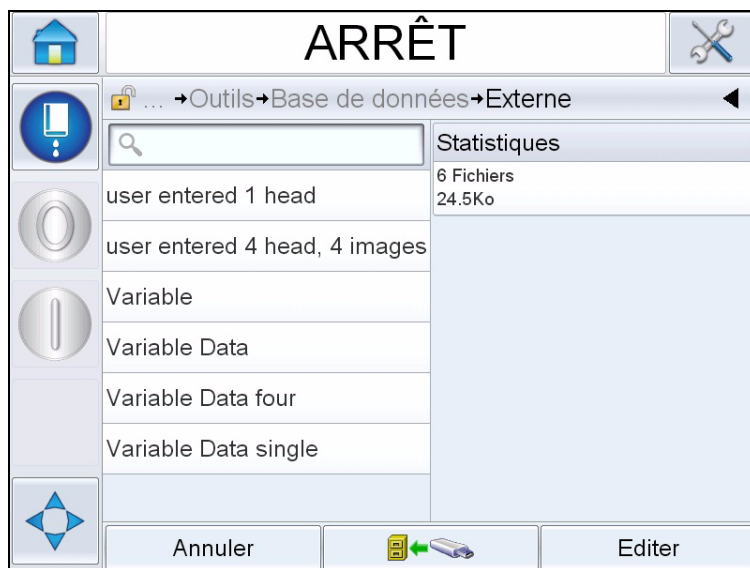 ARRÊT
... →Outils→Base de données→Externe
Statistiques
6 Fichiers
24.5Ko
user entered 1 head
user entered 4 head, 4 images
Variable
Variable Data
Variable Data four
Variable Data single
Annuler
Editer